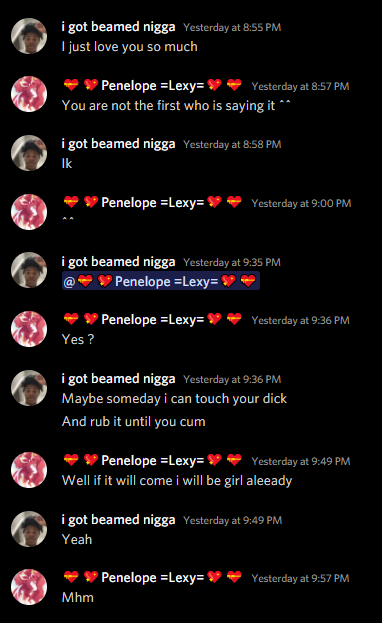 i got beamed nigga Yesterday at 8:55 PM
I just love you so much
💝 💖 Penelope =Lexy= 💖 💝 Yesterday at 8:57 PM
You are not the first who is saying it ^^
i got beamed nigga Yesterday at 8:58 PM
Ik
💝 💖 Penelope =Lexy= 💖 💝 Yesterday at 9:00 PM
^^
i got beamed nigga Yesterday at 9:35 PM
@💝 💖 Penelope =Lexy= 💖 💝
💝 💖 Penelope =Lexy= 💖 💝 Yesterday at 9:36 PM
Yes ?
i got beamed nigga Yesterday at 9:36 PM
Maybe someday i can touch your dick
And rub it until you cum
💝 💖 Penelope =Lexy= 💖 💝 Yesterday at 9:49 PM
Well if it will come i will be girl aleeady
i got beamed nigga Yesterday at 9:49 PM
Yeah
💝 💖 Penelope =Lexy= 💖 💝 Yesterday at 9:57 PM
Mhm